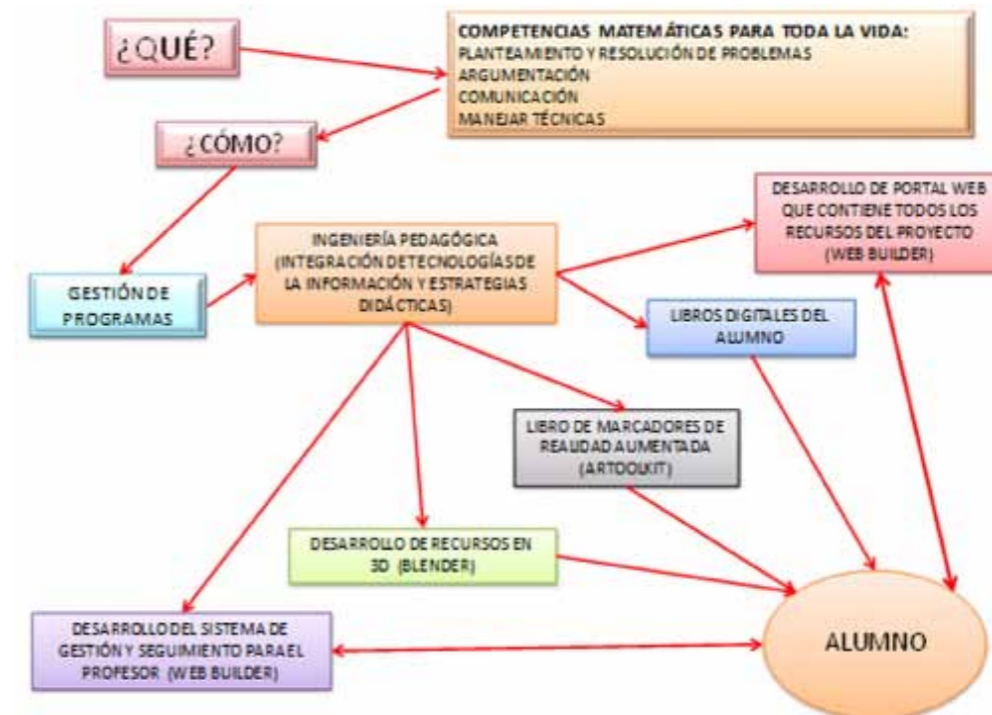 ¿QUÉ?
COMPETENCIAS MATEMÁTICAS PARA TODA LA VIDA:
PLANTEAMIENTO Y RESOLUCIÓN DE PROBLEMAS
ARGUMENTACIÓN
COMUNICACIÓN
MANEJAR TÉCNICAS
¿CÓMO?
DESARROLLO DE PORTAL WEB
QUE CONTIENE TODOS LOS
RECURSOS DEL PROYECTO
(WEB BUILDER)
INGENIERÍA PEDAGÓGICA
(INTEGRACIÓN DE TECNOLOGÍAS DE
LA INFORMACIÓN Y ESTRATEGIAS
DIDÁCTICAS)
GESTIÓN DE
PROGRAMAS
LIBROS DIGITALES DEL
ALUMNO
LIBRO DE MARCADORES DE
REALIDAD AUMENTADA
(ARTOOLKIT)
DESARROLLO DE RECURSOS EN
3D (BLENDER)
DESARROLLO DEL SISTEMA DE
GESTIÓN Y SEGUIMIENTO PARA EL
PROFESOR (WEB BUILDER)
ALUMNO